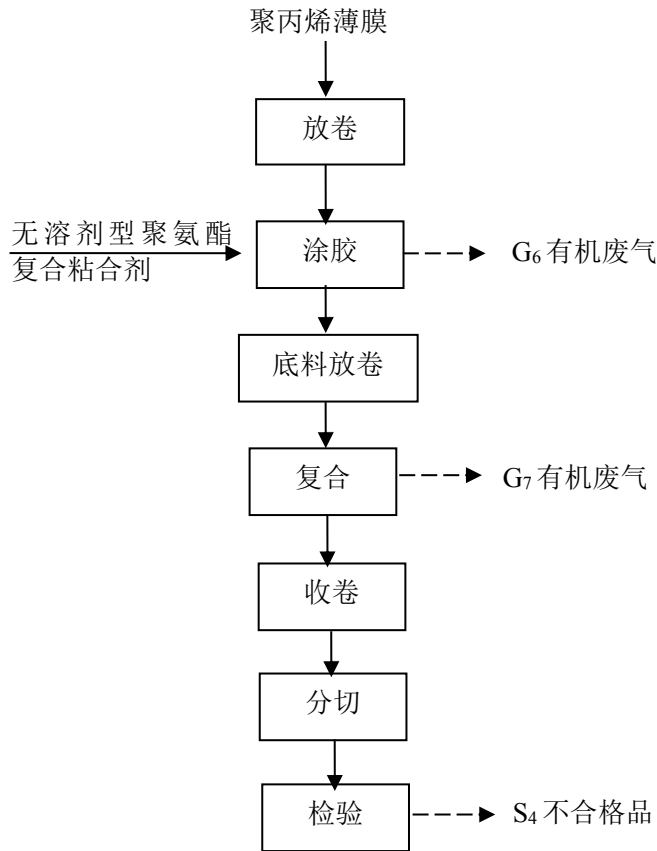 聚丙烯薄膜
放卷
无溶剂型聚氨酯
复合粘合剂
涂胶
G₆ 有机废气
底料放卷
复合
G₇ 有机废气
收卷
分切
检验
S₄ 不合格品